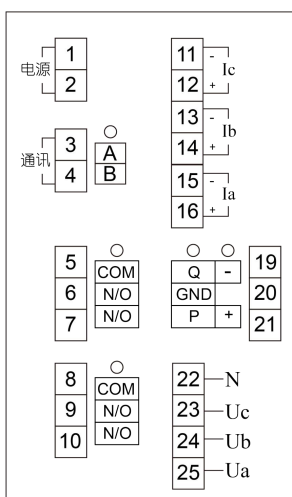 电源
1
2
11 -
12 + Ic
13 -
14 + Ib
15 -
16 + Ia
通讯
3 A
4 B
5 COM
6 N/O
7 N/O
Q - 19
GND 20
P + 21
8 COM
9 N/O
10 N/O
22 N
23 Uc
24 Ub
25 Ua